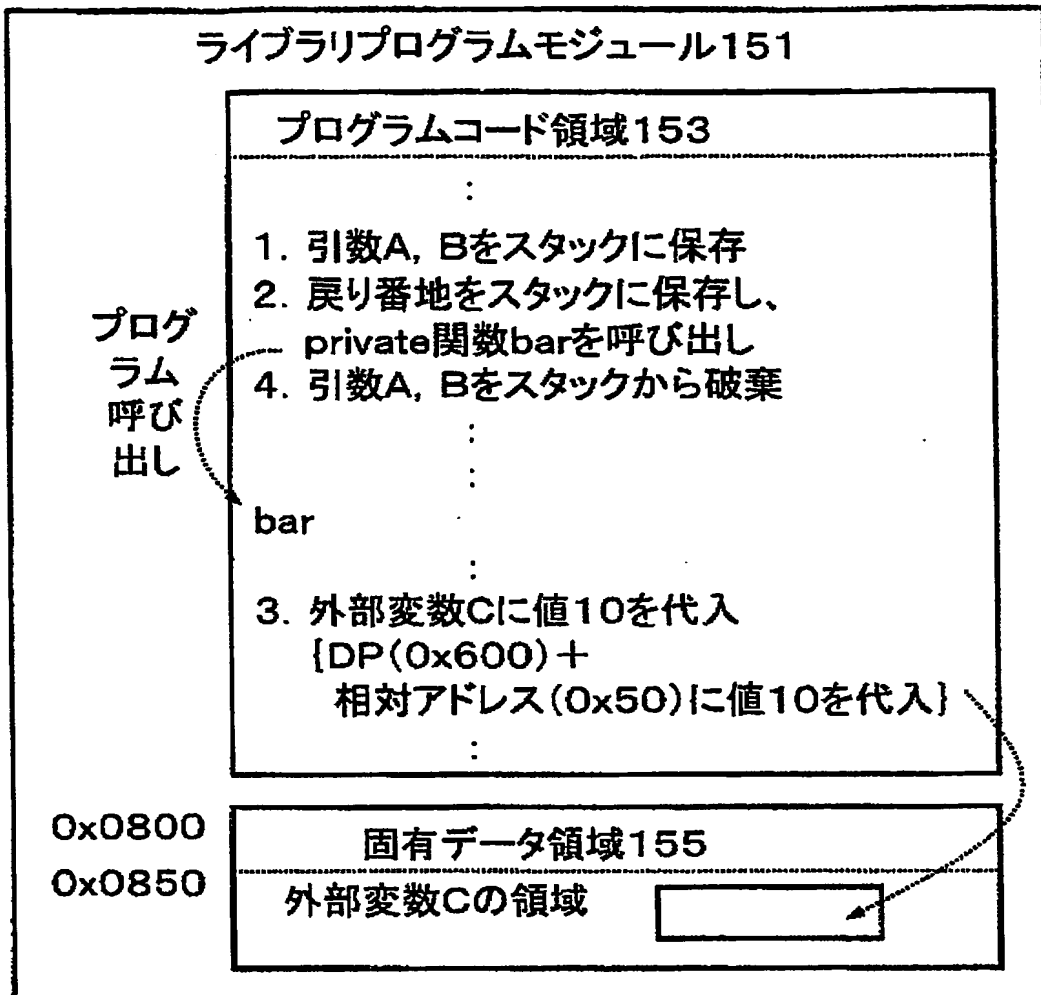 ライブラリプログラムモジュール151
プログラムコード領域153
:
1. 引数A, Bをスタックに保存
2. 戻り番地をスタックに保存し、
private関数barを呼び出し
4. 引数A, Bをスタックから破棄
:
:
プログ
ラム
呼び
出し
bar
:
3. 外部変数Cに値10を代入
{DP(0x600)+
相対アドレス(0x50)に値10を代入}
:
0x0800
固有データ領域155
0x0850
外部変数Cの領域